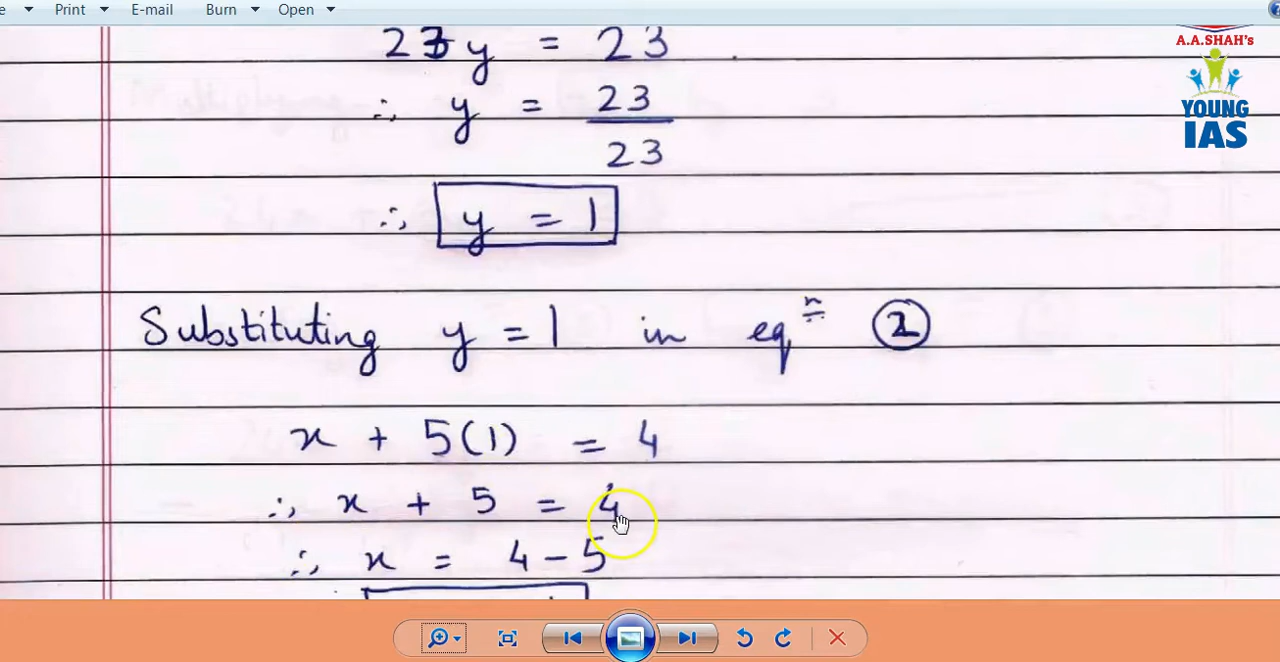 Print E-mail Burn Open
A.A.SHAH's
YOUNG
IAS
23y = 23
∴ y = 23
23
∴ y = 1
Substituting y = 1 in eqⁿ 2
x + 5(1) = 4
∴ x + 5 = 4
∴ x = 4 - 5